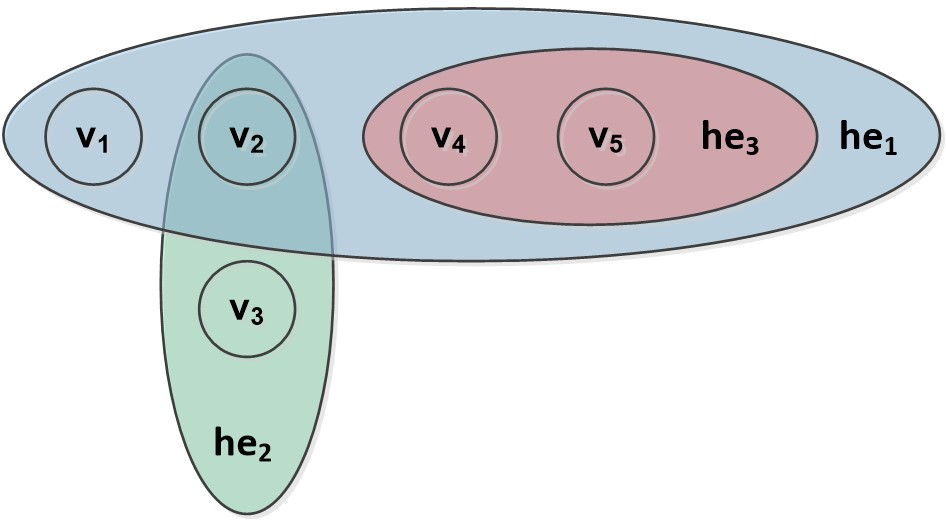 v₁ v₂ v₄ v₅ he₃ he₁
v₃
he₂